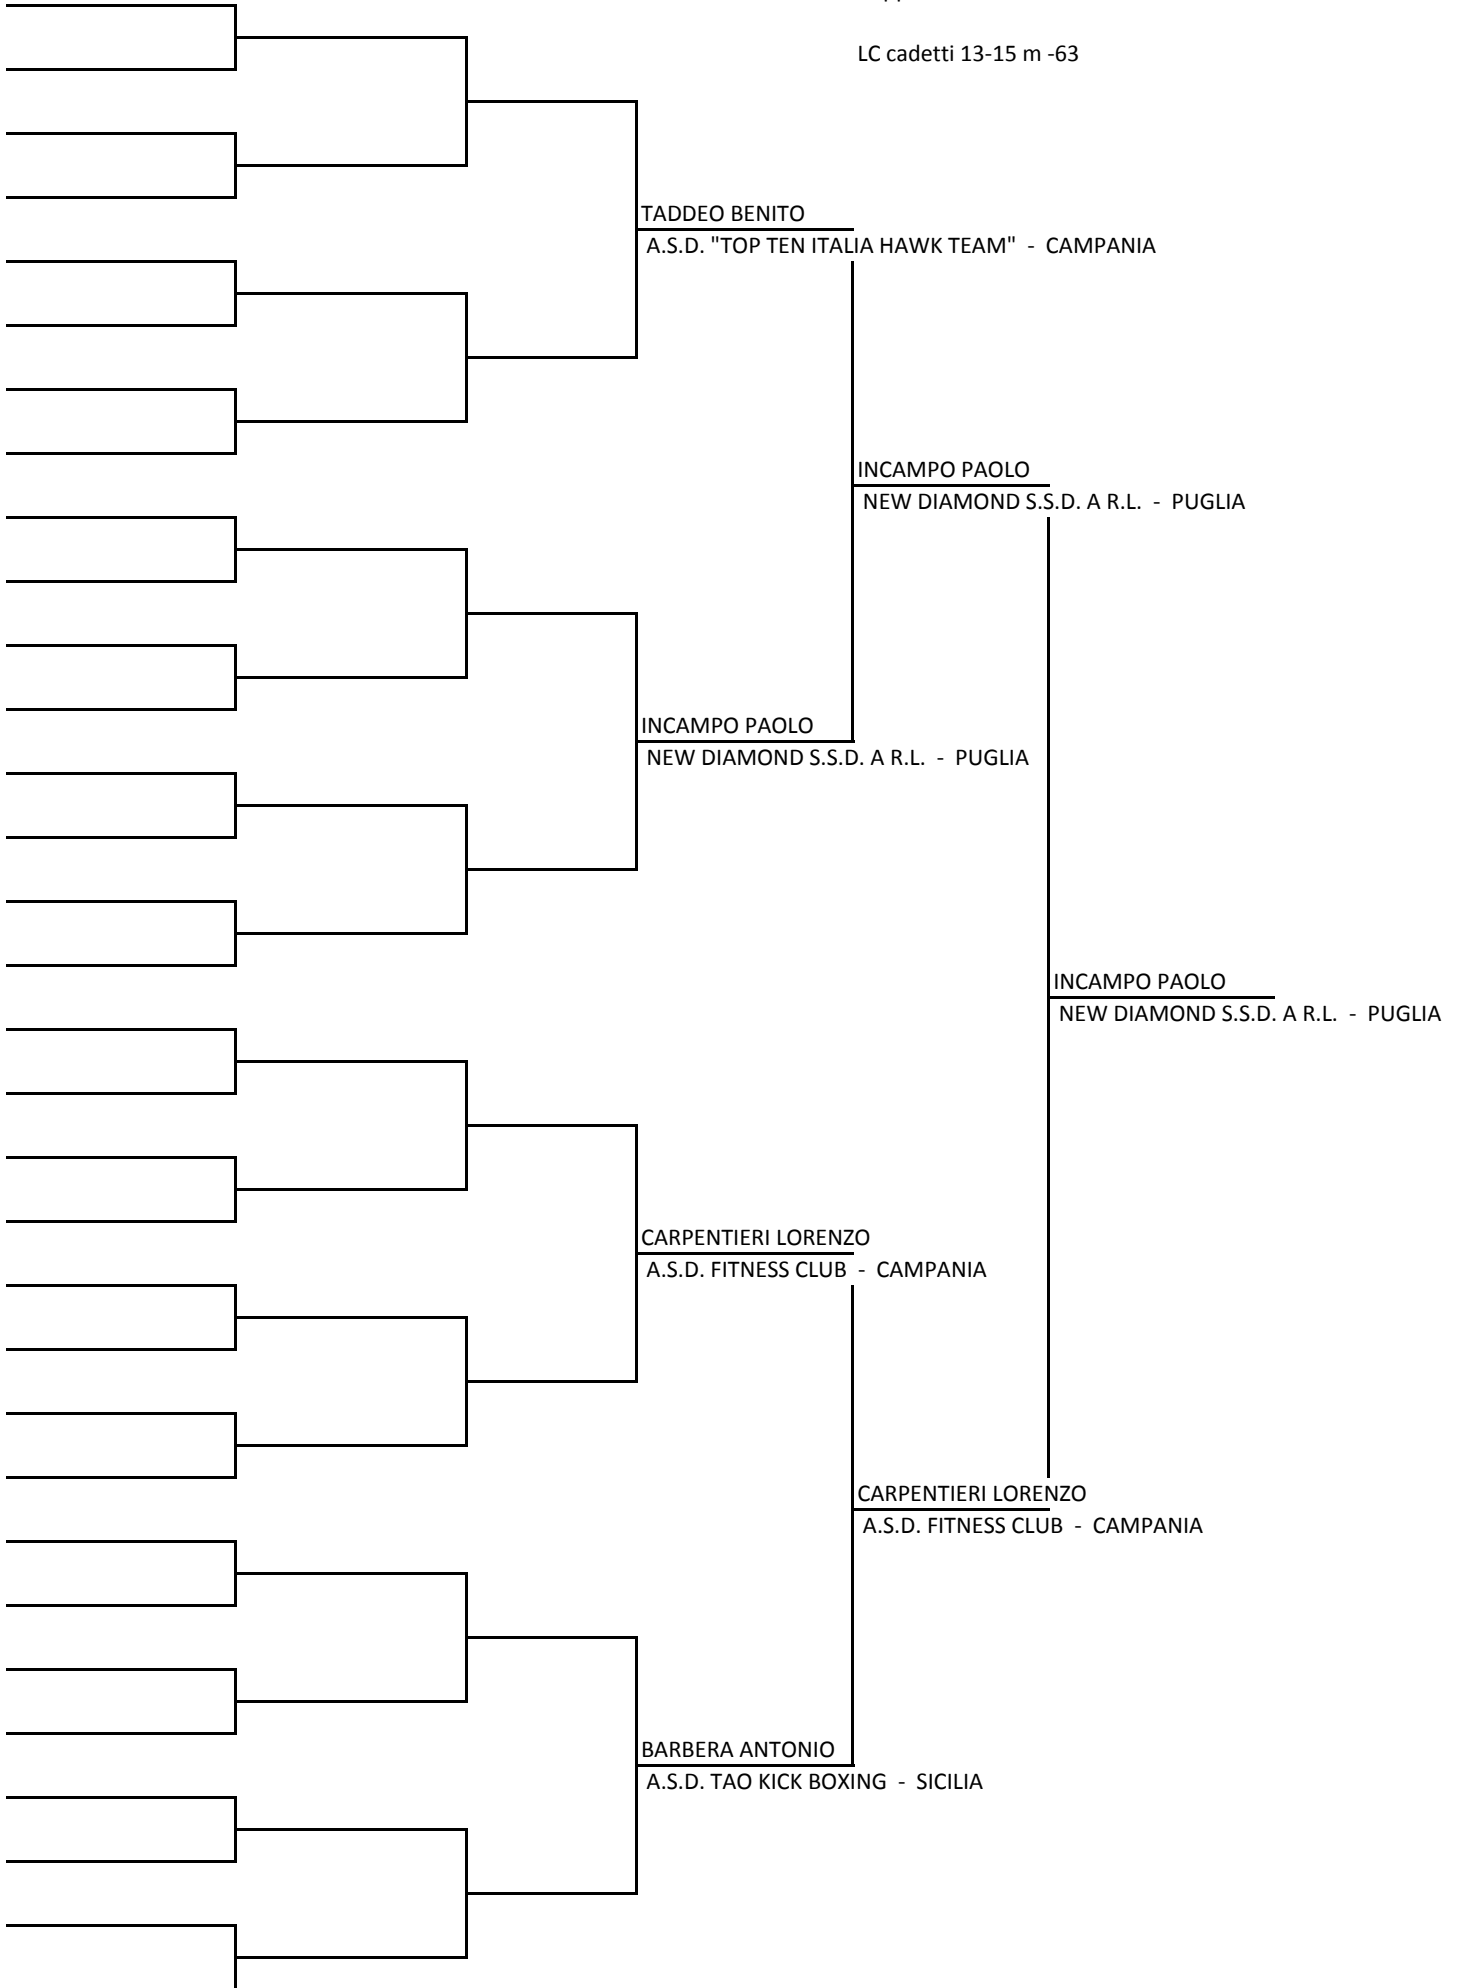 LC cadetti 13-15 m -63
TADDEO BENITO
A.S.D. "TOP TEN ITALIA HAWK TEAM" - CAMPANIA
INCAMPO PAOLO
NEW DIAMOND S.S.D. A R.L. - PUGLIA
INCAMPO PAOLO
NEW DIAMOND S.S.D. A R.L. - PUGLIA
INCAMPO PAOLO
NEW DIAMOND S.S.D. A R.L. - PUGLIA
CARPENTIERI LORENZO
A.S.D. FITNESS CLUB - CAMPANIA
CARPENTIERI LORENZO
A.S.D. FITNESS CLUB - CAMPANIA
BARBERA ANTONIO
A.S.D. TAO KICK BOXING - SICILIA